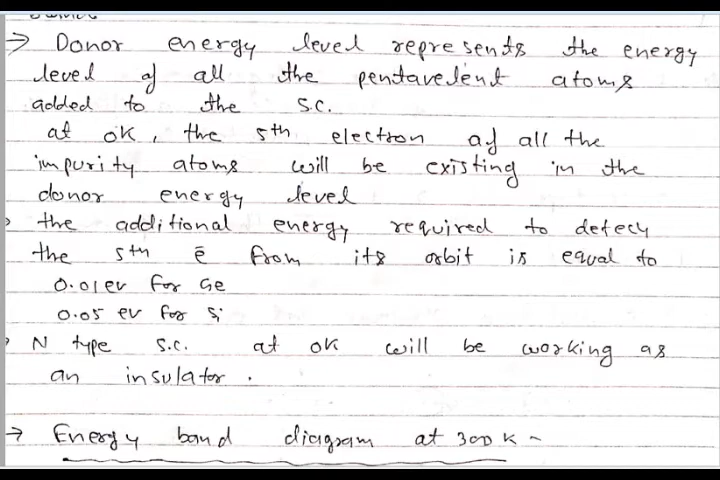 → Donor energy level represents the energy
level of all the pentavelent atoms
added to the s.c.
at 0K, the 5th electron of all the
impurity atoms will be existing in the
donor energy level
the additional energy required to detecy
the 5th ē from its orbit is equal to
0.01ev for Ge
0.05 ev for Si
N type s.c. at 0K will be working as
an insulator.
→ Energy band diagram at 300K -